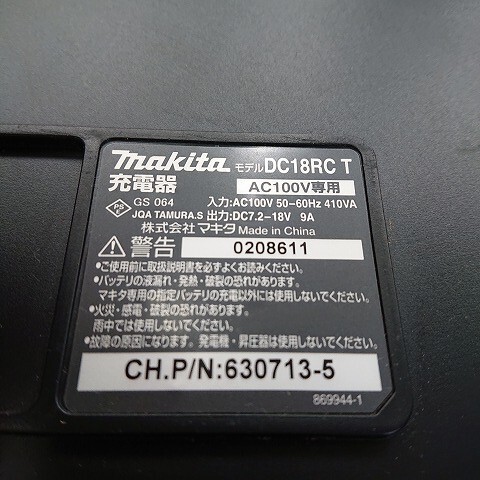 makita モデル DC18RC T
充電器 AC100V専用
PS E GS 064 入力:AC100V 50-60Hz 410VA
JQA TAMURA.S 出力:DC7.2-18V 9A
株式会社 マキタ Made in China
警告 0208611
●ご使用前に取扱説明書を必ずよくお読みください。
●バッテリの液漏れ・発熱・破裂の恐れがあります。
マキタ専用の指定バッテリの充電以外には使用しないでください。
●火災・感電・破裂の恐れがあります。
雨中では使用しないでください。
●故障の原因になります。発電機・昇圧器は使用しないでください。
CH.P/N:630713-5
869944-1